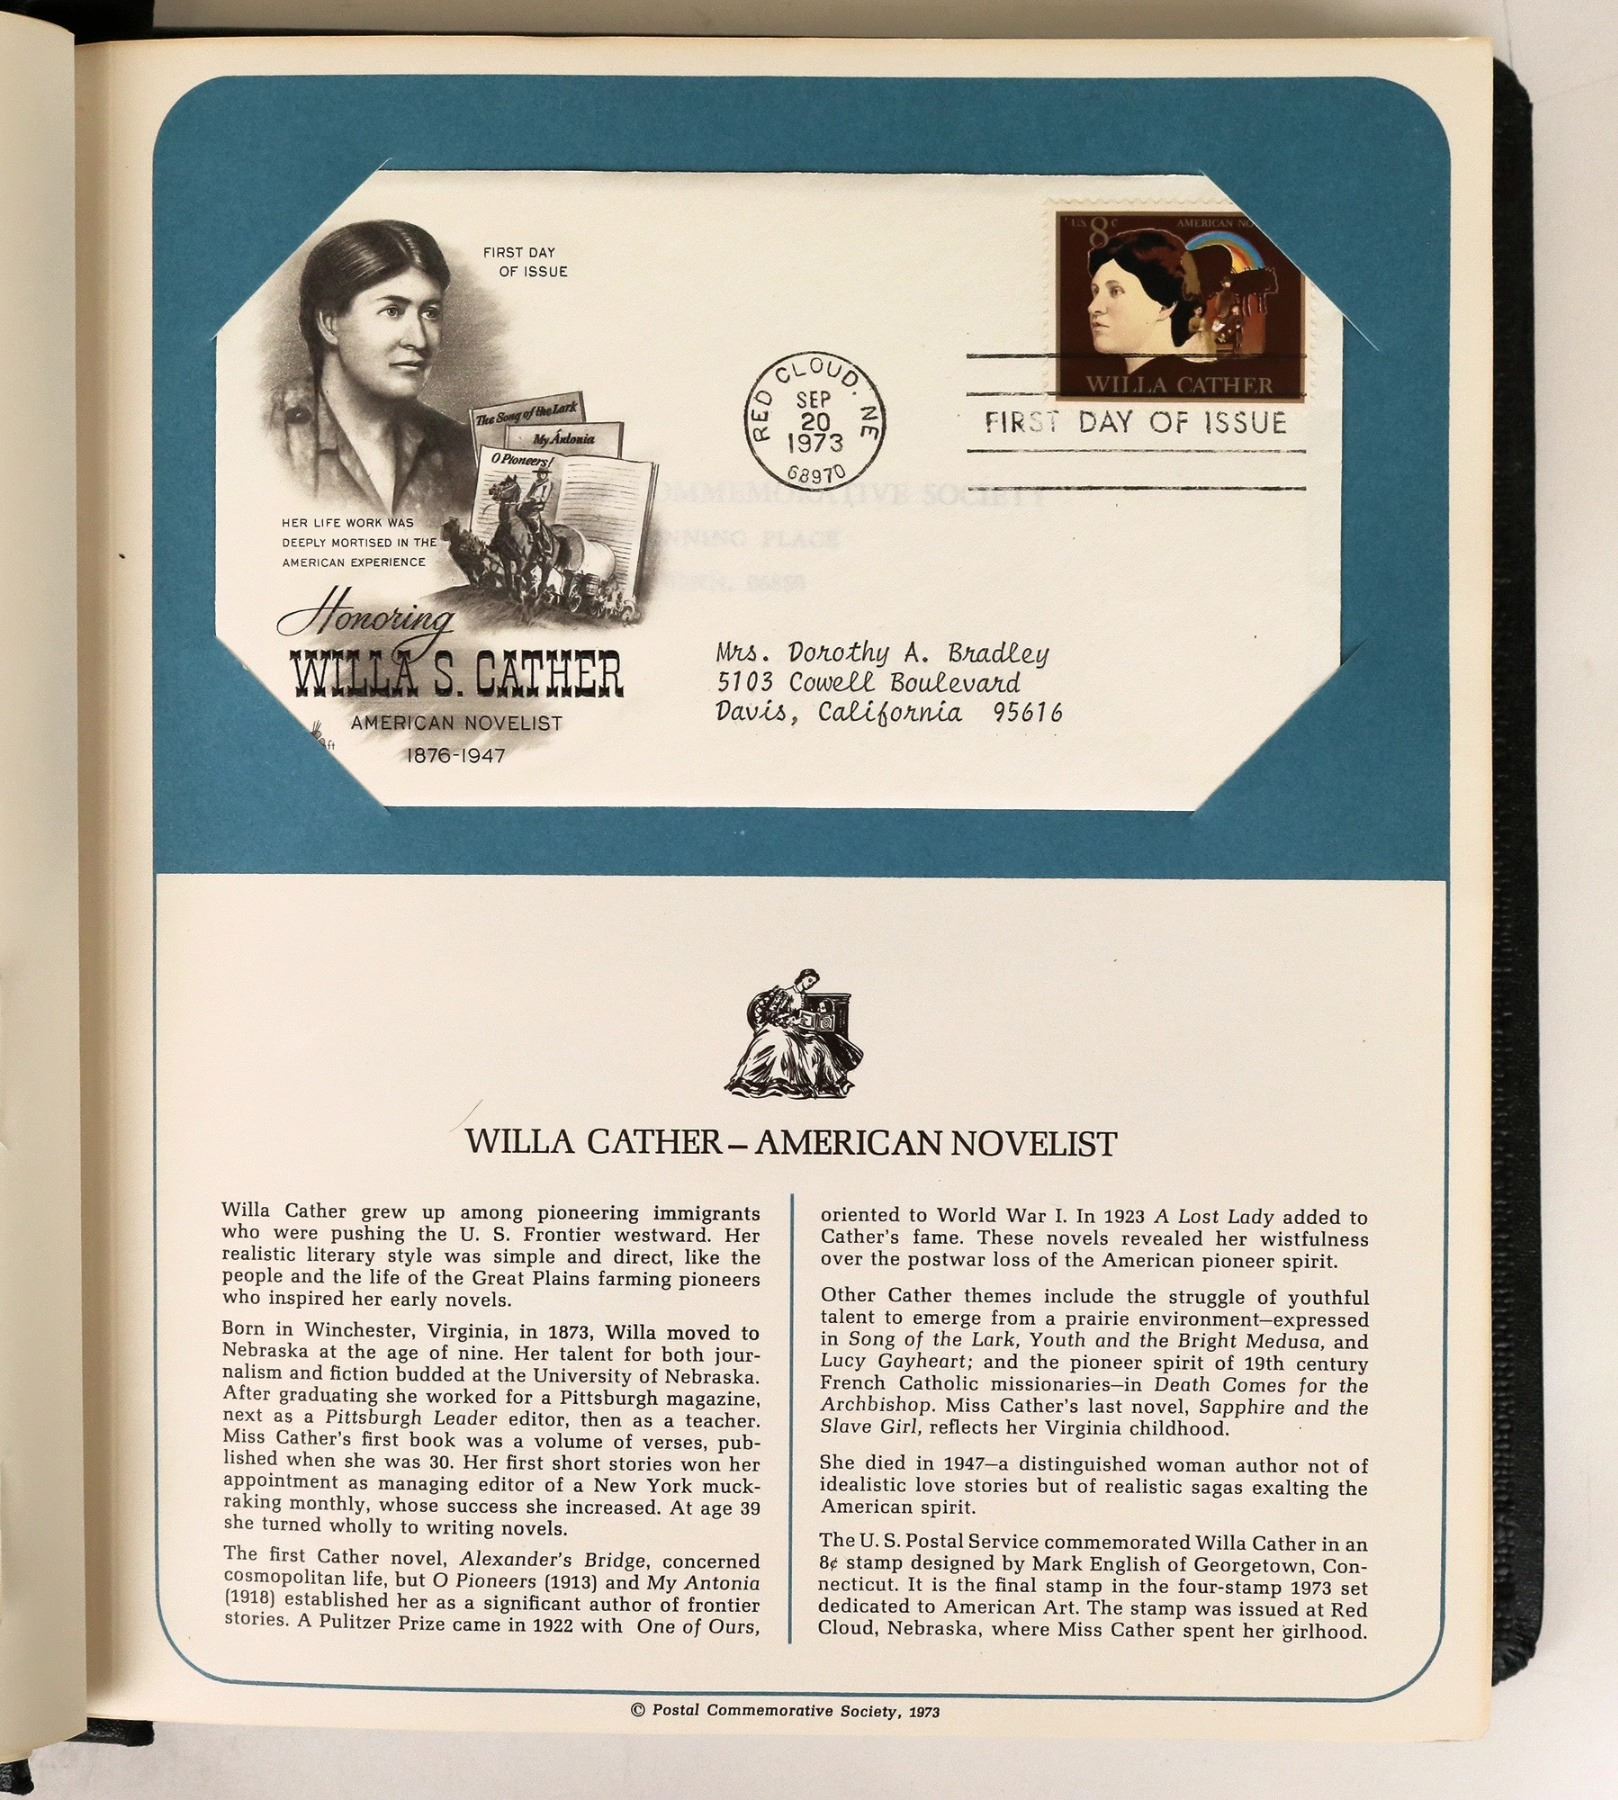 FIRST DAY
OF ISSUE
US 8c AMERICAN
WILLA CATHER
RED CLOUD, NE
SEP
20
1973
68970
FIRST DAY OF ISSUE
The Song of the Lark
My Ántonia
O Pioneers!
HER LIFE WORK WAS
DEEPLY MORTISED IN THE
AMERICAN EXPERIENCE
Honoring
WILLA S. CATHER
AMERICAN NOVELIST
1876-1947
COMMEMORATIVE SOCIETY
PLACE
Mrs. Dorothy A. Bradley
5103 Cowell Boulevard
Davis, California 95616
WILLA CATHER – AMERICAN NOVELIST
Willa Cather grew up among pioneering immigrants
who were pushing the U. S. Frontier westward. Her
realistic literary style was simple and direct, like the
people and the life of the Great Plains farming pioneers
who inspired her early novels.
Born in Winchester, Virginia, in 1873, Willa moved to
Nebraska at the age of nine. Her talent for both jour-
nalism and fiction budded at the University of Nebraska.
After graduating she worked for a Pittsburgh magazine,
next as a Pittsburgh Leader editor, then as a teacher.
Miss Cather's first book was a volume of verses, pub-
lished when she was 30. Her first short stories won her
appointment as managing editor of a New York muck-
raking monthly, whose success she increased. At age 39
she turned wholly to writing novels.
The first Cather novel, Alexander's Bridge, concerned
cosmopolitan life, but O Pioneers (1913) and My Antonia
(1918) established her as a significant author of frontier
stories. A Pulitzer Prize came in 1922 with One of Ours,
oriented to World War I. In 1923 A Lost Lady added to
Cather's fame. These novels revealed her wistfulness
over the postwar loss of the American pioneer spirit.
Other Cather themes include the struggle of youthful
talent to emerge from a prairie environment—expressed
in Song of the Lark, Youth and the Bright Medusa, and
Lucy Gayheart; and the pioneer spirit of 19th century
French Catholic missionaries—in Death Comes for the
Archbishop. Miss Cather's last novel, Sapphire and the
Slave Girl, reflects her Virginia childhood.
She died in 1947—a distinguished woman author not of
idealistic love stories but of realistic sagas exalting the
American spirit.
The U. S. Postal Service commemorated Willa Cather in an
8¢ stamp designed by Mark English of Georgetown, Con-
necticut. It is the final stamp in the four-stamp 1973 set
dedicated to American Art. The stamp was issued at Red
Cloud, Nebraska, where Miss Cather spent her girlhood.
© Postal Commemorative Society, 1973